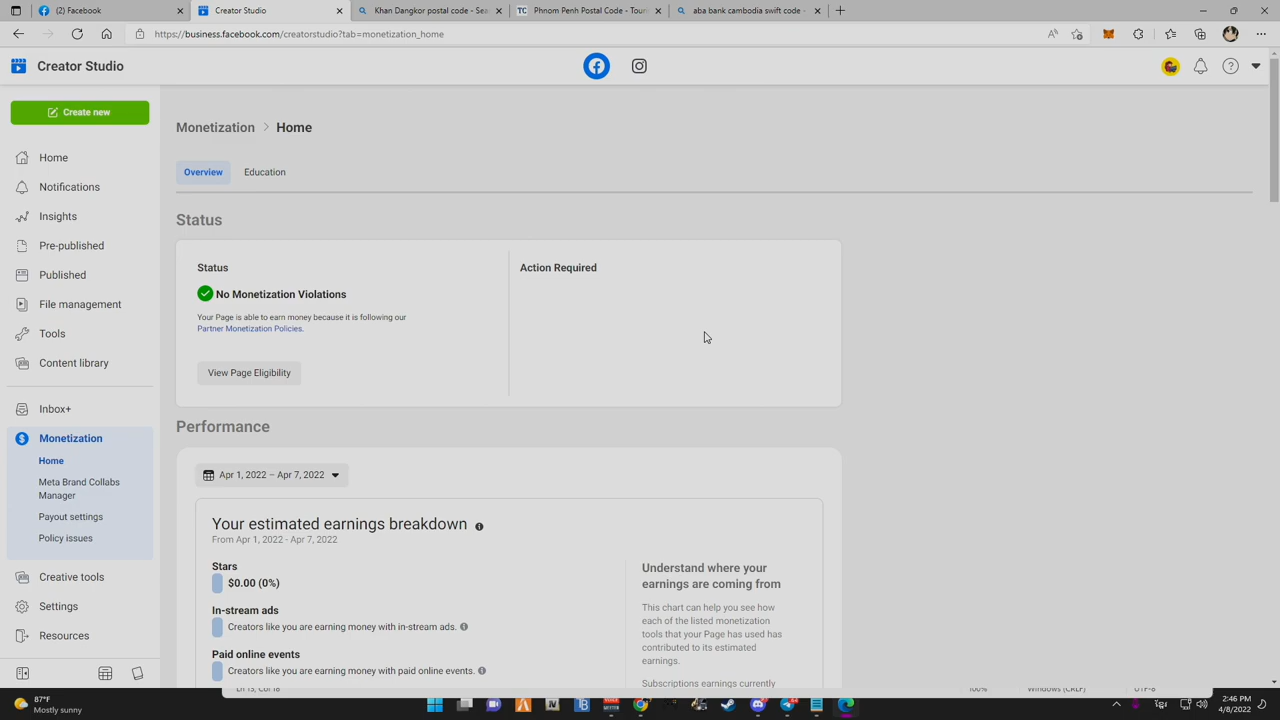 (2) Facebook
Creator Studio
Khan Dangkor postal code - Sea
Phnom Penh Postal Code - Tour
aba bank cambodia swift code -
https://business.facebook.com/creatorstudio?tab=monetization_home
Creator Studio
Create new
Home
Notifications
Insights
Pre-published
Published
File management
Tools
Content library
Inbox+
Monetization
Home
Meta Brand Collabs
Manager
Payout settings
Policy issues
Creative tools
Settings
Resources
Monetization > Home
Overview Education
Status
Status
No Monetization Violations
Your Page is able to earn money because it is following our
Partner Monetization Policies.
View Page Eligibility
Action Required
Performance
Apr 1, 2022 – Apr 7, 2022
Your estimated earnings breakdown
From Apr 1, 2022 - Apr 7, 2022
Stars
$0.00 (0%)
In-stream ads
Creators like you are earning money with in-stream ads.
Paid online events
Creators like you are earning money with paid online events.
Understand where your
earnings are coming from
This chart can help you see how
each of the listed monetization
tools that your Page has used has
contributed to its estimated
earnings.
Subscriptions earnings currently
100% Windows (CRLF) UTF-8
87°F
Mostly sunny
2:46 PM
4/8/2022